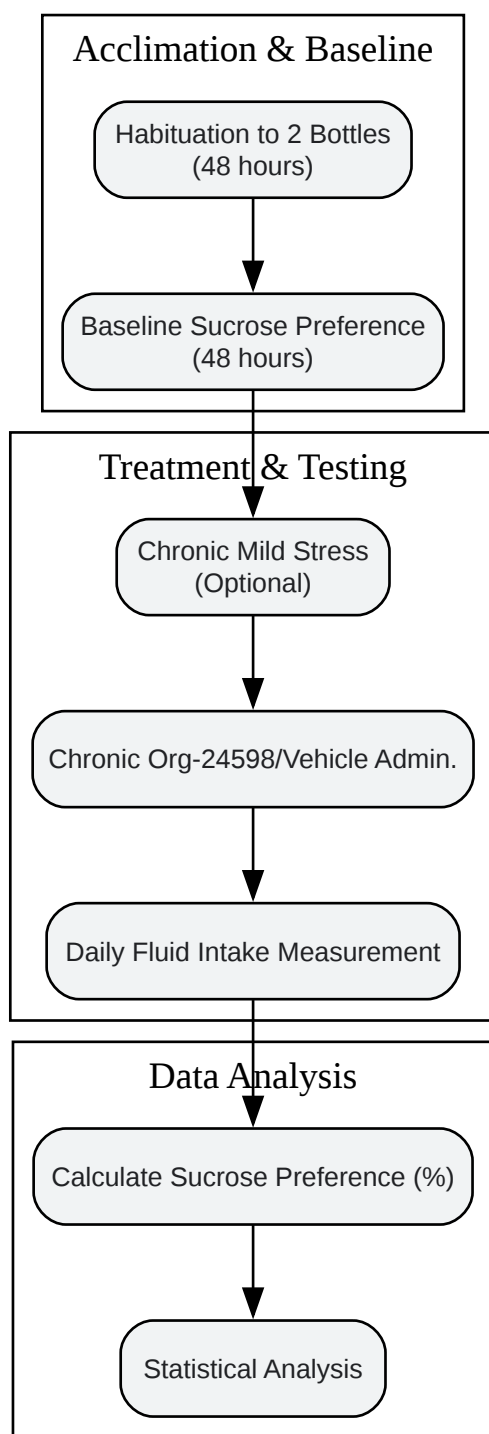 Acclimation & Baseline
Habituation to 2 Bottles
(48 hours)
Baseline Sucrose Preference
(48 hours)
Treatment & Testing
Chronic Mild Stress
(Optional)
Chronic Org-24598/Vehicle Admin.
Daily Fluid Intake Measurement
Data Analysis
Calculate Sucrose Preference (%)
Statistical Analysis